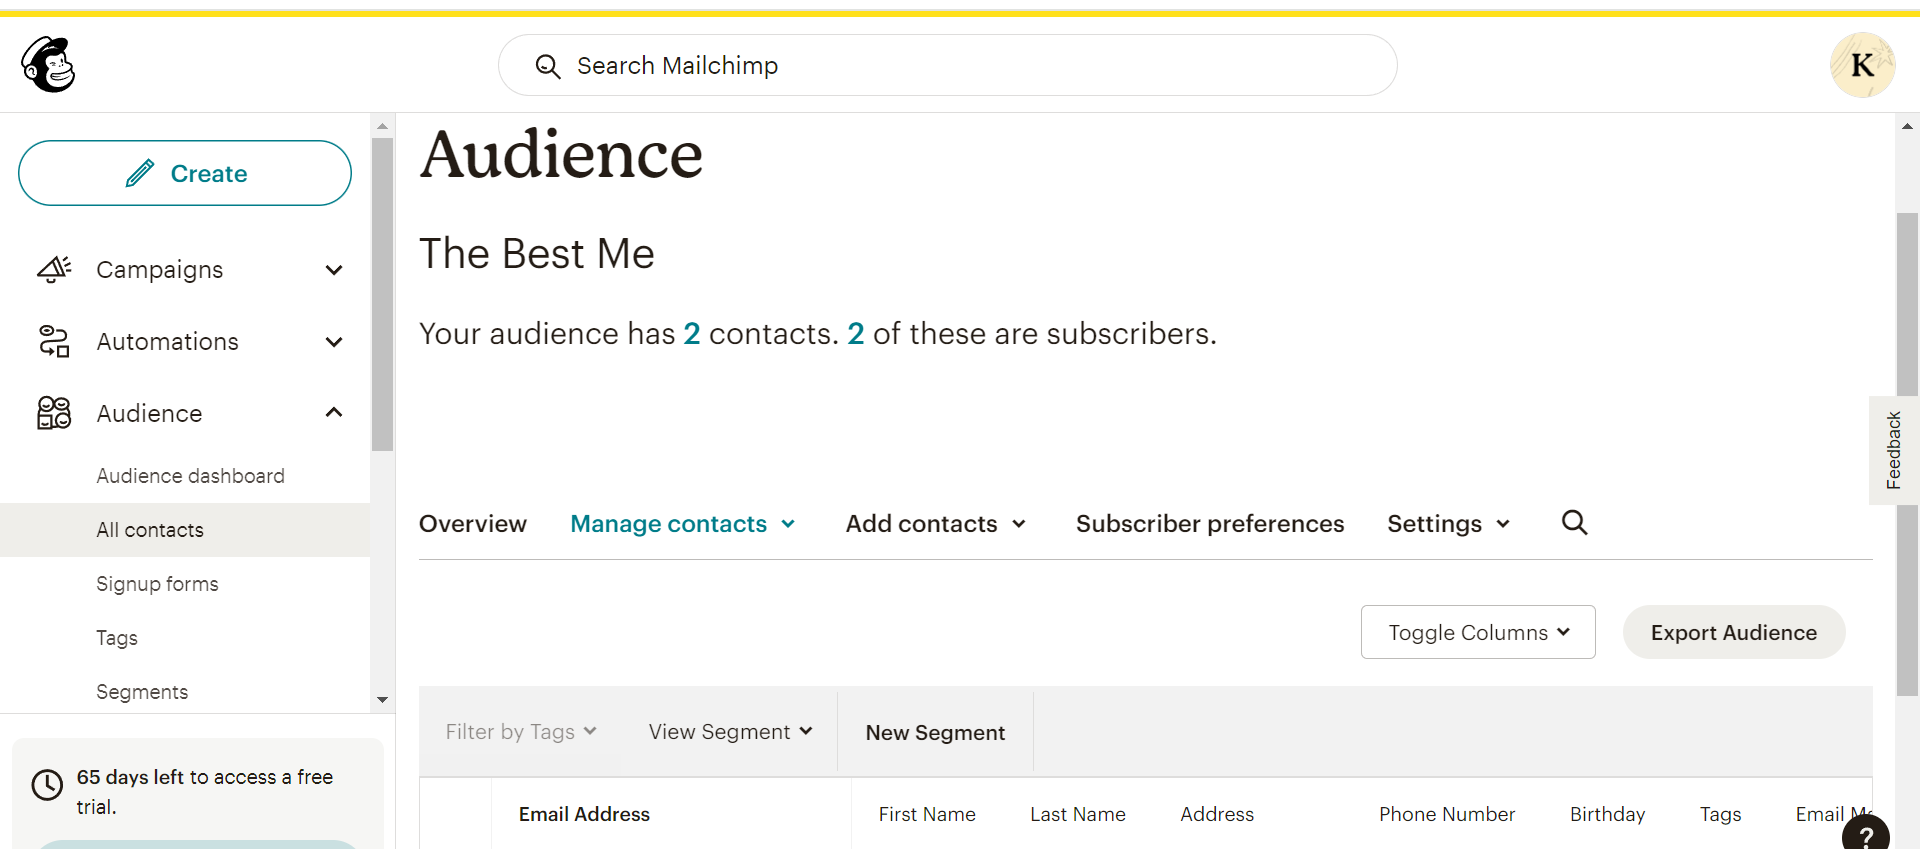 Search Mailchimp
K
Create
Campaigns
Automations
Audience
Audience dashboard
All contacts
Signup forms
Tags
Segments
65 days left to access a free
trial.
Audience
The Best Me
Your audience has 2 contacts. 2 of these are subscribers.
Overview
Manage contacts
Add contacts
Subscriber preferences
Settings
Toggle Columns
Export Audience
Filter by Tags
View Segment
New Segment
Email Address
First Name
Last Name
Address
Phone Number
Birthday
Tags
Email
Feedback
?